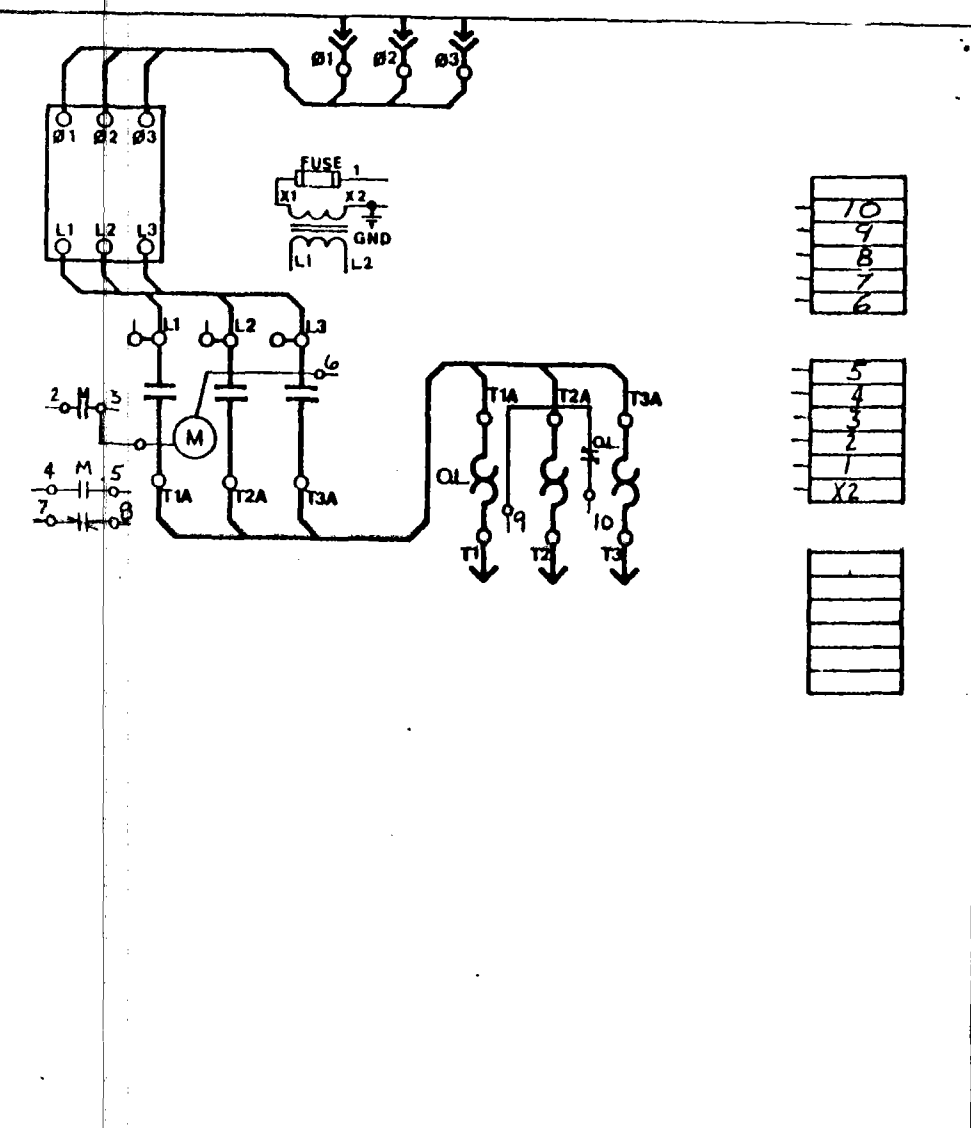 Ø1 Ø2 Ø3
Ø1 Ø2 Ø3
FUSE 1
X1 X2
GND
L1 L2
L1 L2 L3
L1 L2 L3
6
2 M 3
M
4 M 5
7 8
T1A T2A T3A
T1A T2A T3A
OL
OL
9 10
T1 T2 T3
10
9
8
7
6
5
4
3
2
1
X2